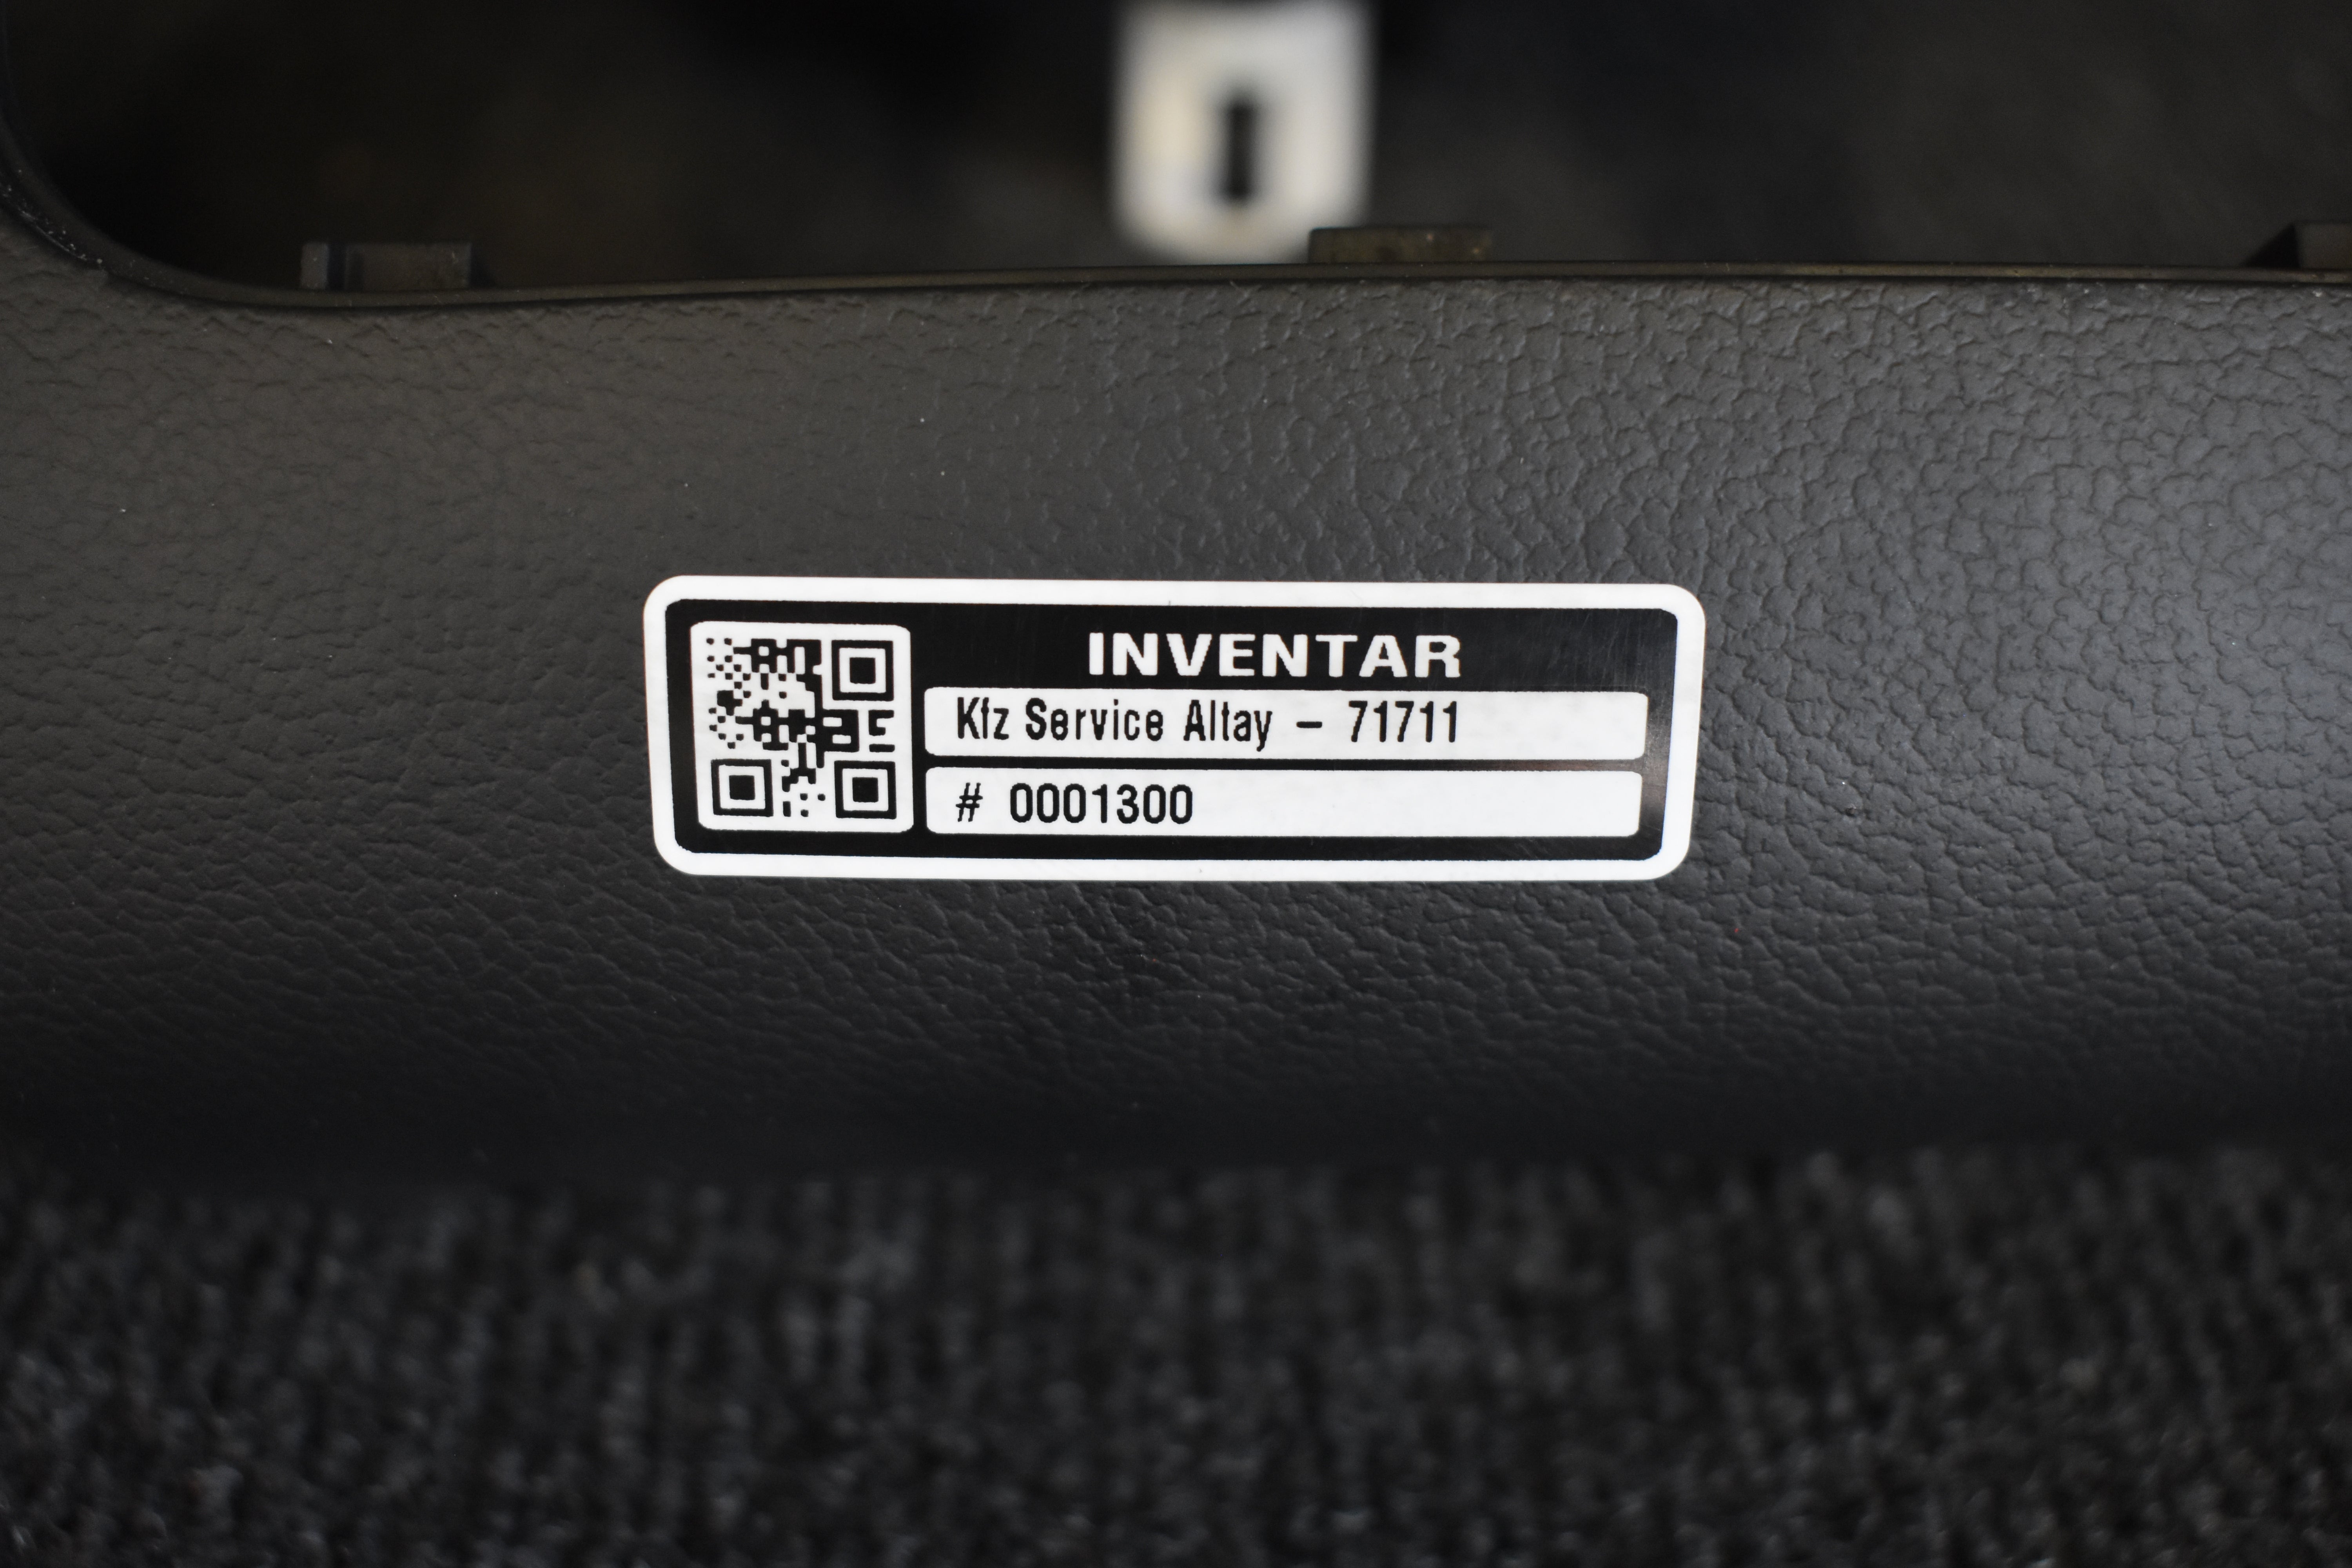 INVENTAR
Kfz Service Altay - 71711
# 0001300